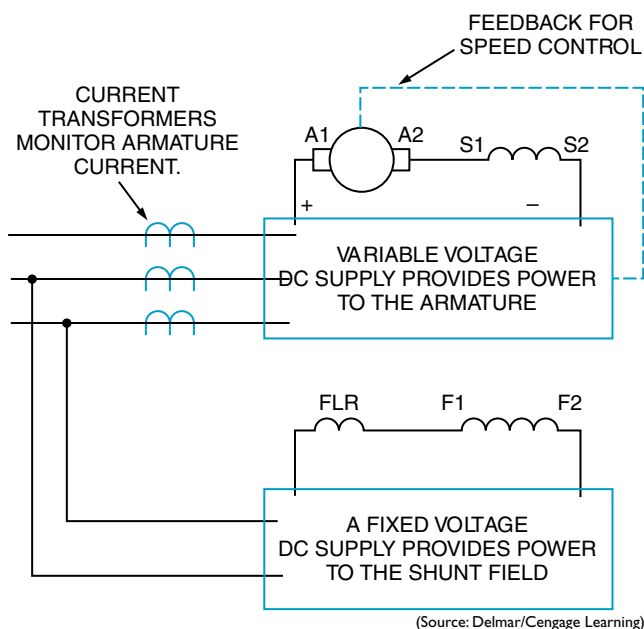 FEEDBACK FOR
SPEED CONTROL
CURRENT
TRANSFORMERS
MONITOR ARMATURE
CURRENT.
A1 A2 S1 S2
+ –
VARIABLE VOLTAGE
DC SUPPLY PROVIDES POWER
TO THE ARMATURE
FLR F1 F2
A FIXED VOLTAGE
DC SUPPLY PROVIDES POWER
TO THE SHUNT FIELD
(Source: Delmar/Cengage Learning)